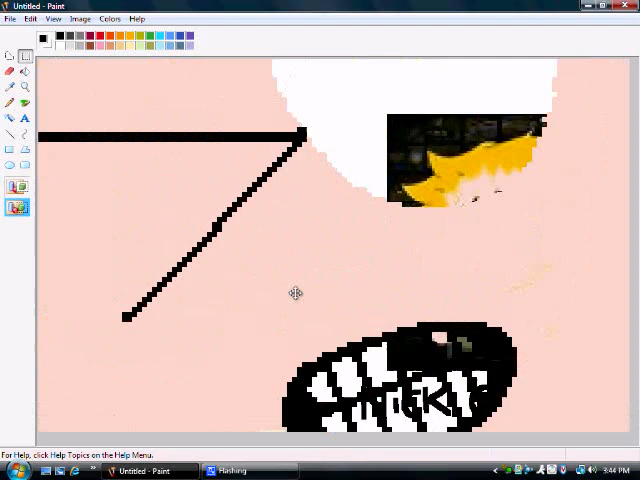 Untitled - Paint
File Edit View Image Colors Help
For Help, click Help Topics on the Help Menu.
Untitled - Paint
Flashing
3:44 PM